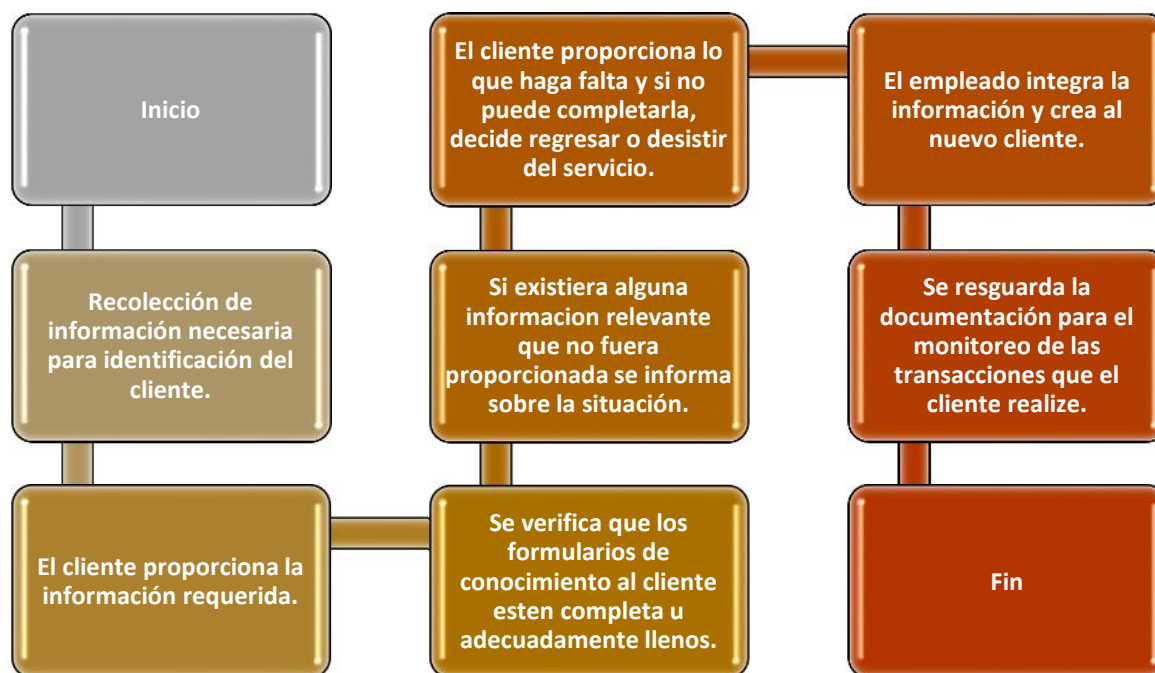 Inicio
Recolección de
información necesaria
para identificación del
cliente.
El cliente proporciona la
información requerida.
Se verifica que los
formularios de
conocimiento al cliente
esten completa u
adecuadamente llenos.
Si existiera alguna
informacion relevante
que no fuera
proporcionada se informa
sobre la situación.
El cliente proporciona lo
que haga falta y si no
puede completarla,
decide regresar o desistir
del servicio.
El empleado integra la
información y crea al
nuevo cliente.
Se resguarda la
documentación para el
monitoreo de las
transacciones que el
cliente realize.
Fin